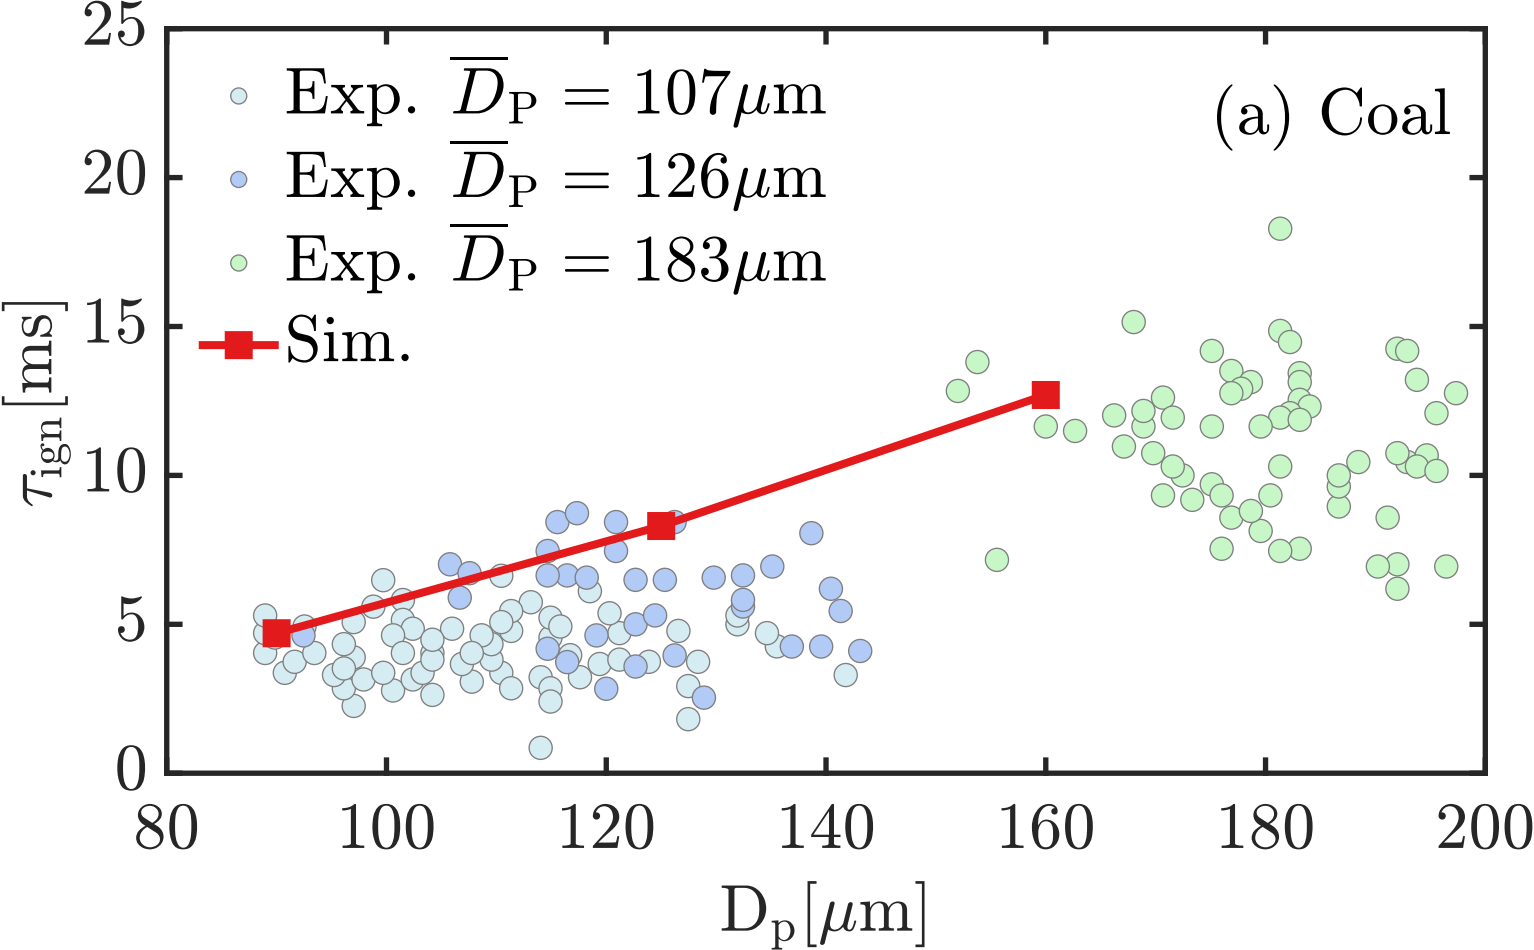 25
20
15
10
5
0
τign[ms]
Exp. D̅P = 107μm
Exp. D̅P = 126μm
Exp. D̅P = 183μm
Sim.
(a) Coal
80 100 120 140 160 180 200
Dp[μm]